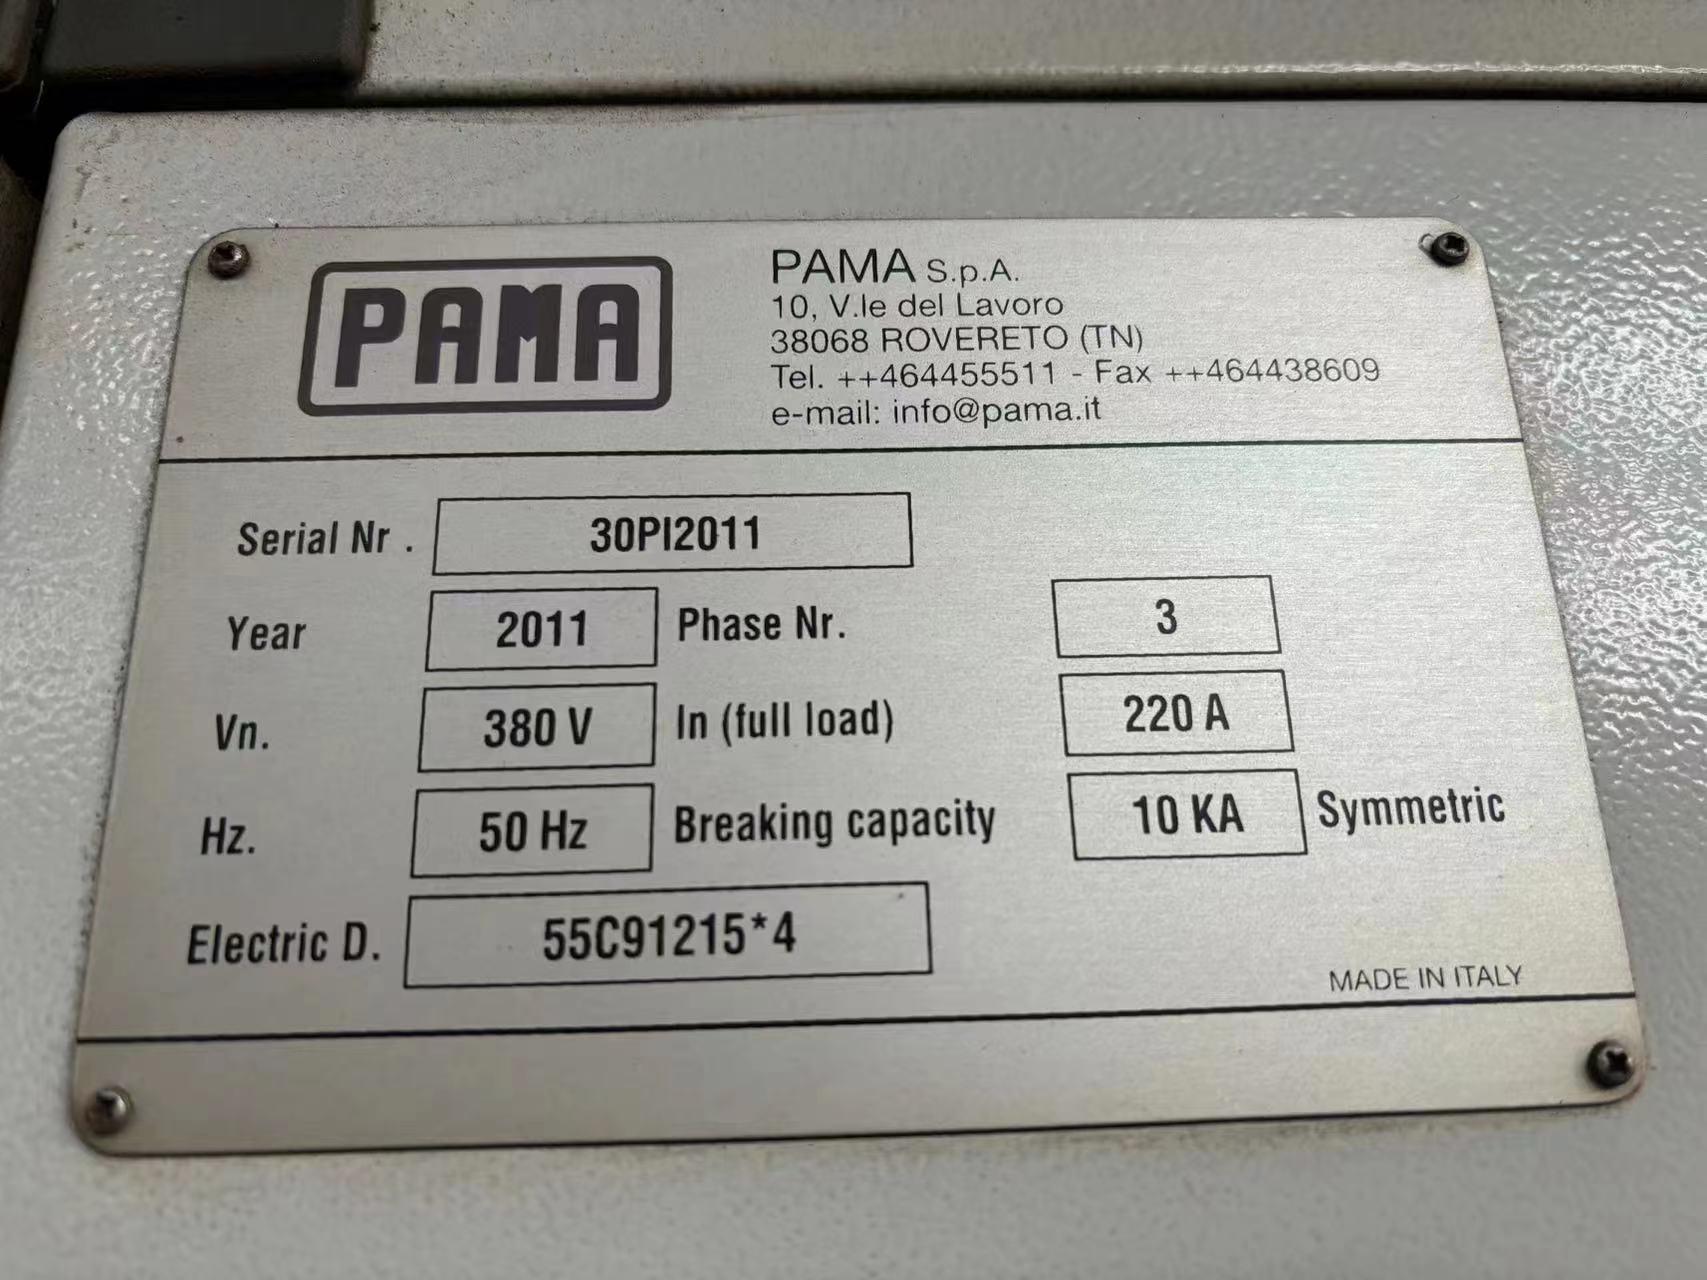 PAMA
PAMA S.p.A.
10, V.le del Lavoro
38068 ROVERETO (TN)
Tel. ++464455511 - Fax ++464438609
e-mail: info@pama.it
Serial Nr . 30PI2011
Year 2011 Phase Nr. 3
Vn. 380 V In (full load) 220 A
Hz. 50 Hz Breaking capacity 10 KA Symmetric
Electric D. 55C91215*4
MADE IN ITALY